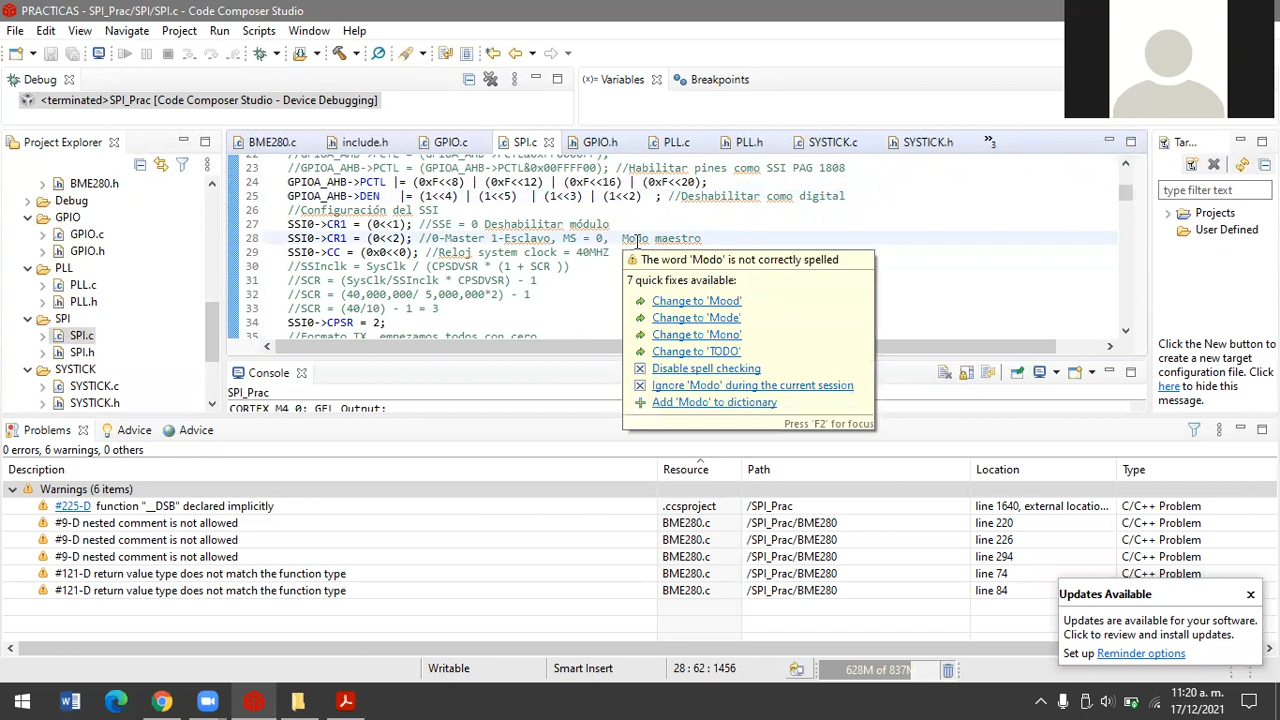 PRACTICAS - SPI_Prac/SPI/SPI.c - Code Composer Studio
File Edit View Navigate Project Run Scripts Window Help
Debug
(x)= Variables
Breakpoints
<terminated>SPI_Prac [Code Composer Studio - Device Debugging]
Project Explorer
BME280.c
include.h
GPIO.c
SPI.c
GPIO.h
PLL.c
PLL.h
SYSTICK.c
SYSTICK.h
»3
Tar...
BME280.h
Debug
GPIO
GPIO.c
GPIO.h
PLL
PLL.c
PLL.h
SPI
SPI.c
SPI.h
SYSTICK
SYSTICK.c
SYSTICK.h
22 //GPIOA_AHB->PCTL = (GPIOA_AHB->PCTL&0xFF0000FF);
23 //GPIOA_AHB->PCTL = (GPIOA_AHB->PCTL&0x00FFFF00); //Habilitar pines como SSI PAG 1808
24 GPIOA_AHB->PCTL |= (0xF<<8) | (0xF<<12) | (0xF<<16) | (0xF<<20);
25 GPIOA_AHB->DEN |= (1<<4) | (1<<5) | (1<<3) | (1<<2) ; //Deshabilitar como digital
26 //Configuración del SSI
27 SSI0->CR1 = (0<<1); //SSE = 0 Deshabilitar módulo
28 SSI0->CR1 = (0<<2); //0-Master 1-Esclavo, MS = 0, Modo maestro
29 SSI0->CC = (0x0<<0); //Reloj system clock = 40MHZ
30 //SSInclk = SysClk / (CPSDVSR * (1 + SCR ))
31 //SCR = (SysClk/SSInclk * CPSDVSR) - 1
32 //SCR = (40,000,000/ 5,000,000*2) - 1
33 //SCR = (40/10) - 1 = 3
34 SSI0->CPSR = 2;
35 //Formato TX, empezamos todos con cero
The word 'Modo' is not correctly spelled
7 quick fixes available:
Change to 'Mood'
Change to 'Mode'
Change to 'Mono'
Change to 'TODO'
Disable spell checking
Ignore 'Modo' during the current session
Add 'Modo' to dictionary
Press 'F2' for focus
type filter text
Projects
User Defined
Click the New button to create a new target configuration file. Click here to hide this message.
Console
SPI_Prac
CORTEX_M4_0: GEL Output:
Problems
Advice
Advice
0 errors, 6 warnings, 0 others
Description Resource Path Location Type
Warnings (6 items)
#225-D function "__DSB" declared implicitly .ccsproject /SPI_Prac line 1640, external locatio... C/C++ Problem
#9-D nested comment is not allowed BME280.c /SPI_Prac/BME280 line 220 C/C++ Problem
#9-D nested comment is not allowed BME280.c /SPI_Prac/BME280 line 226 C/C++ Problem
#9-D nested comment is not allowed BME280.c /SPI_Prac/BME280 line 294 C/C++ Problem
#121-D return value type does not match the function type BME280.c /SPI_Prac/BME280 line 74 C/C++ Problem
#121-D return value type does not match the function type BME280.c /SPI_Prac/BME280 line 84
Updates Available
Updates are available for your software.
Click to review and install updates.
Set up Reminder options
Writable
Smart Insert
28 : 62 : 1456
628M of 837M
11:20 a. m.
17/12/2021